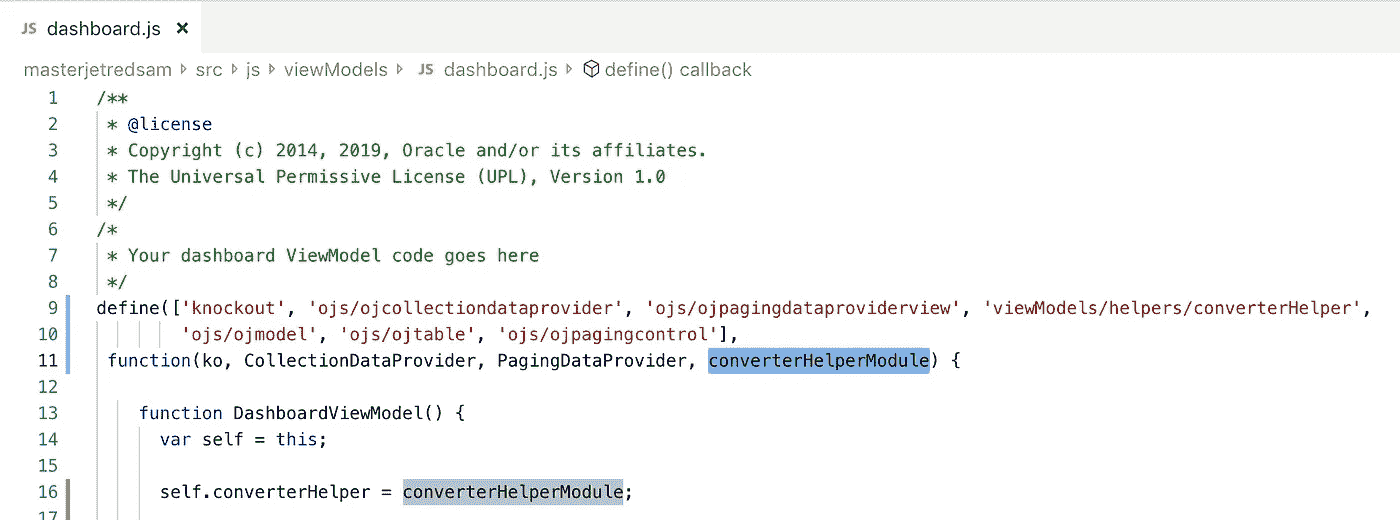 JS dashboard.js ×
masterjetredsam ▷ src ▷ js ▷ viewModels ▷ JS dashboard.js ▷ define() callback
1 /**
2 * @license
3 * Copyright (c) 2014, 2019, Oracle and/or its affiliates.
4 * The Universal Permissive License (UPL), Version 1.0
5 */
6 /*
7 * Your dashboard ViewModel code goes here
8 */
9 define(['knockout', 'ojs/ojcollectiondataprovider', 'ojs/ojpagingdataproviderview', 'viewModels/helpers/converterHelper',
10 'ojs/ojmodel', 'ojs/ojtable', 'ojs/ojpagingcontrol'],
11 function(ko, CollectionDataProvider, PagingDataProvider, converterHelperModule) {
12
13 function DashboardViewModel() {
14 var self = this;
15
16 self.converterHelper = converterHelperModule;
17